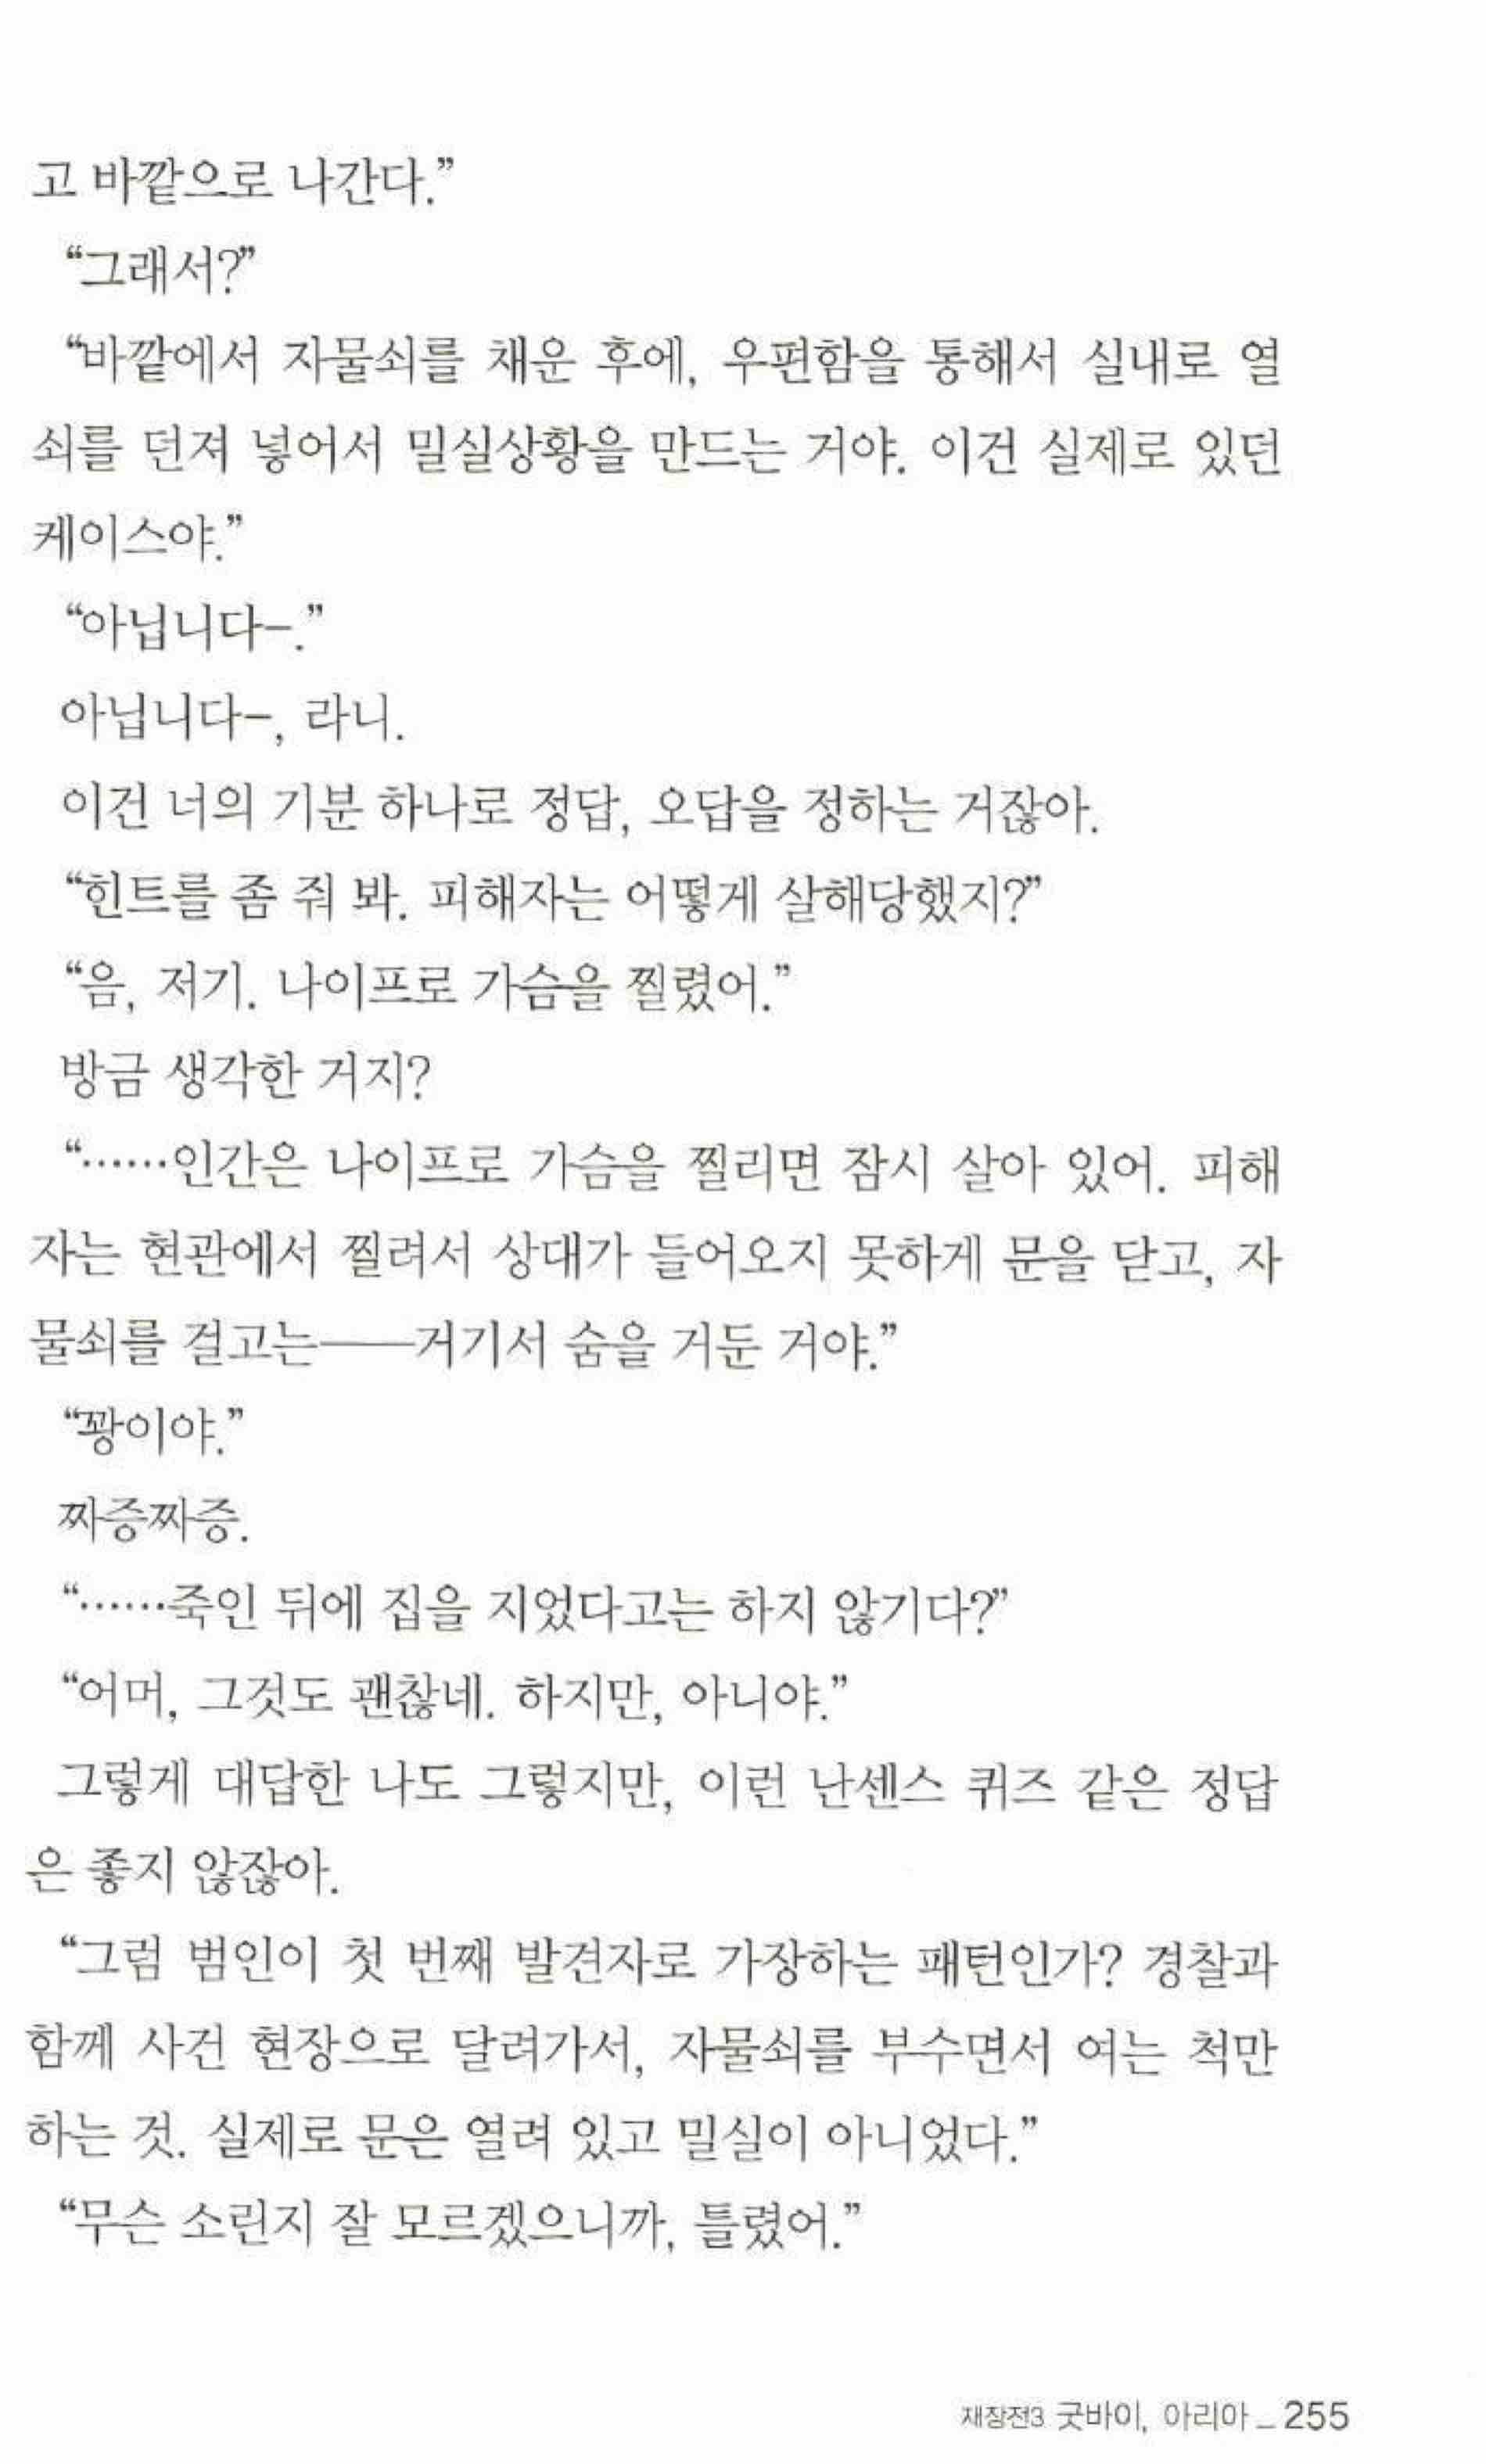 고 바깥으로 나간다.”
“그래서?”
“바깥에서 자물쇠를 채운 후에, 우편함을 통해서 실내로 열
쇠를 던져 넣어서 밀실상황을 만드는 거야. 이건 실제로 있던
케이스야.”
“아닙니다–.”
아닙니다–, 라니.
이건 너의 기분 하나로 정답, 오답을 정하는 거잖아.
“힌트를 좀 줘 봐. 피해자는 어떻게 살해당했지?”
“음, 저기. 나이프로 가슴을 찔렸어.”
방금 생각한 거지?
“……인간은 나이프로 가슴을 찔리면 잠시 살아 있어. 피해
자는 현관에서 찔려서 상대가 들어오지 못하게 문을 닫고, 자
물쇠를 걸고는――거기서 숨을 거둔 거야.”
“꽝이야.”
짜증짜증.
“……죽인 뒤에 집을 지었다고는 하지 않기다?”
“어머, 그것도 괜찮네. 하지만, 아니야.”
그렇게 대답한 나도 그렇지만, 이런 난센스 퀴즈 같은 정답
은 좋지 않잖아.
“그럼 범인이 첫 번째 발견자로 가장하는 패턴인가? 경찰과
함께 사건 현장으로 달려가서, 자물쇠를 부수면서 여는 척만
하는 것. 실제로 문은 열려 있고 밀실이 아니었다.”
“무슨 소린지 잘 모르겠으니까, 틀렸어.”
재장전3 굿바이, 아리아 _ 255